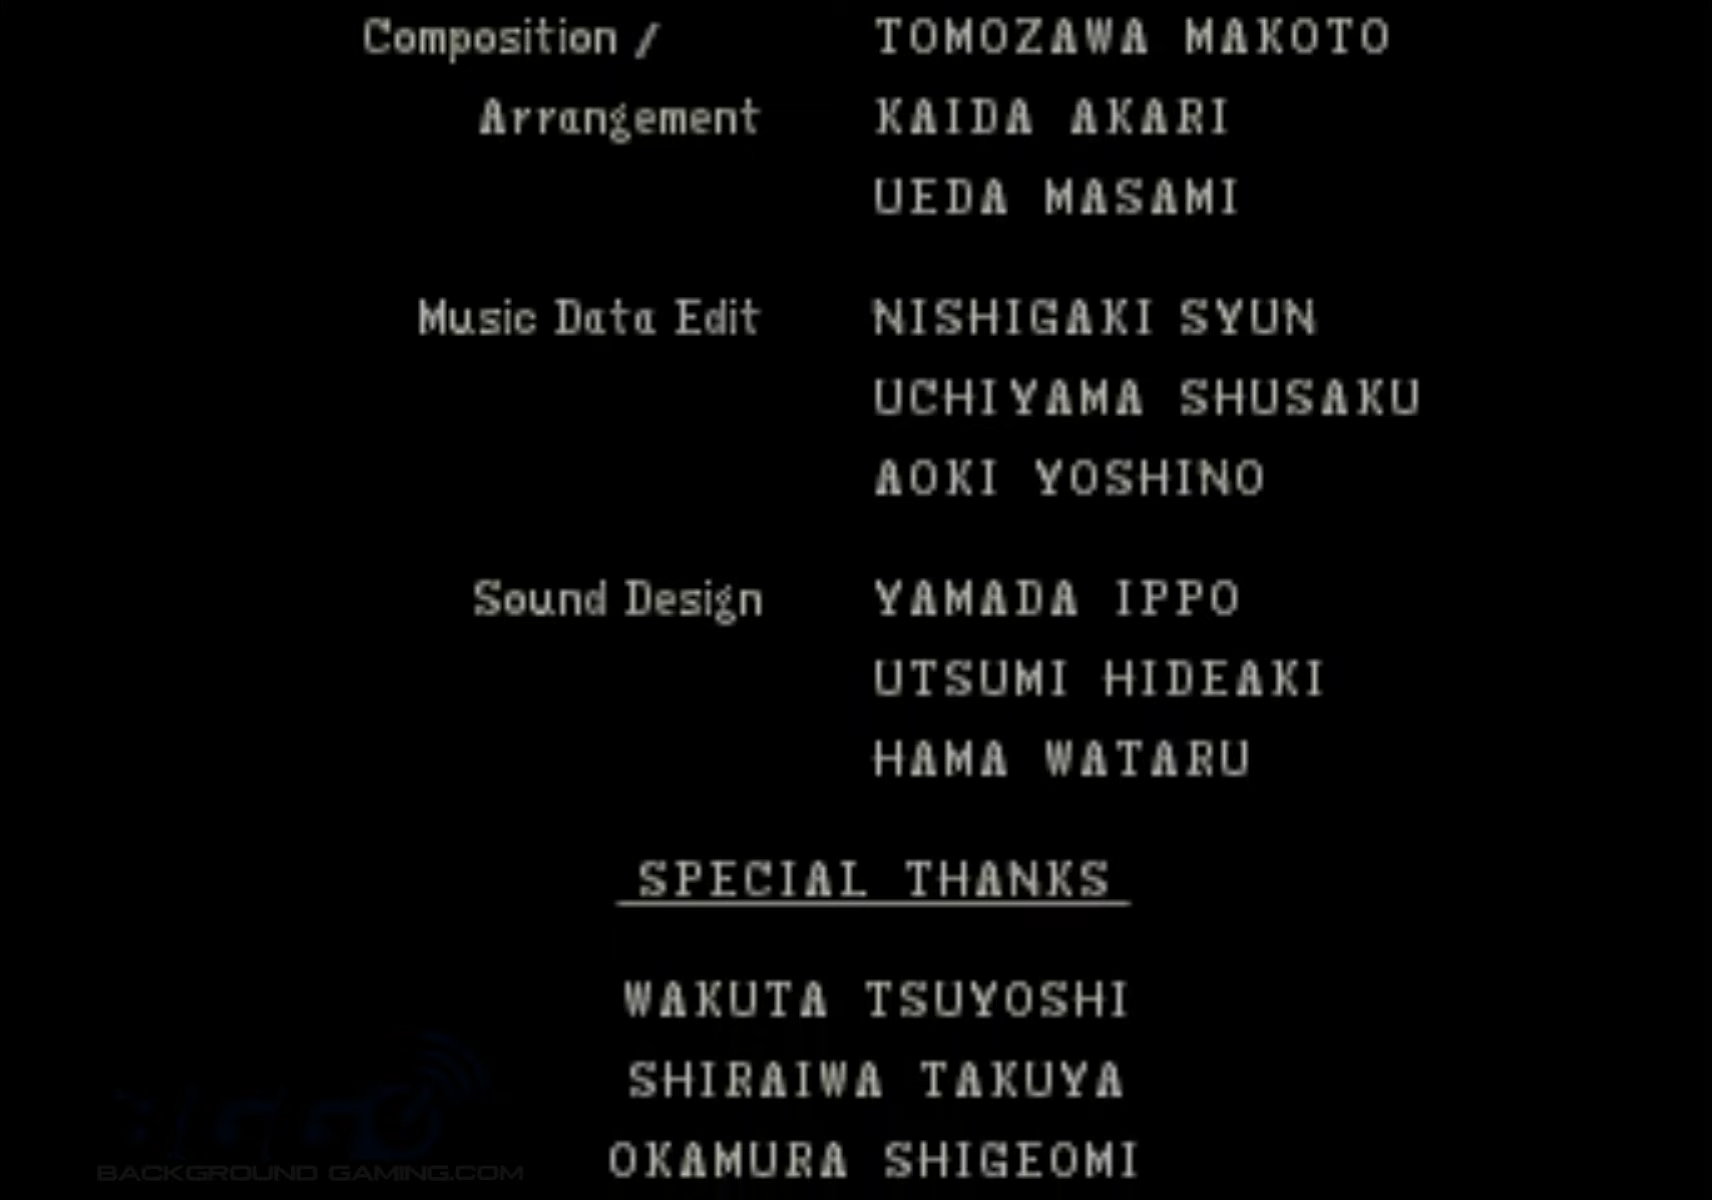 Composition / TOMOZAWA MAKOTO
Arrangement KAIDA AKARI
UEDA MASAMI
Music Data Edit NISHIGAKI SYUN
UCHIYAMA SHUSAKU
AOKI YOSHINO
Sound Design YAMADA IPPO
UTSUMI HIDEAKI
HAMA WATARU
SPECIAL THANKS
WAKUTA TSUYOSHI
SHIRAIWA TAKUYA
OKAMURA SHIGEOMI
BACKGROUND GAMING.COM